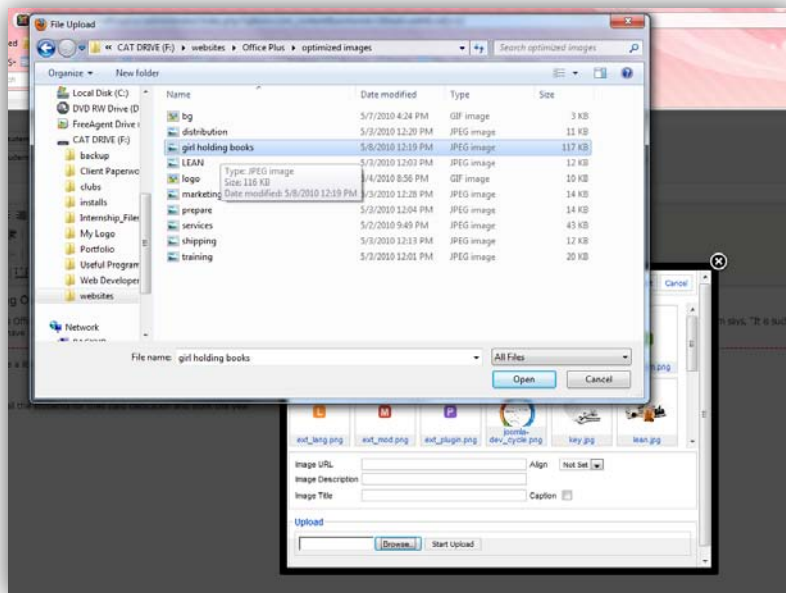 File Upload
« CAT DRIVE (F:) ▸ websites ▸ Office Plus ▸ optimized images
Search optimized images
Organize ▾ New folder
Local Disk (C:)
DVD RW Drive (D
FreeAgent Drive
CAT DRIVE (F:)
backup
Client Paperwo
clubs
installs
Internship_Files
My Logo
Portfolio
Useful Program
Web Developer
websites
Network
Name Date modified Type Size
bg 5/7/2010 4:24 PM GIF image 3 KB
distribution 5/3/2010 12:20 PM JPEG image 11 KB
girl holding books 5/8/2010 12:19 PM JPEG image 117 KB
LEAN 5/3/2010 12:03 PM JPEG image 12 KB
logo /4/2010 8:56 PM GIF image 10 KB
marketing /3/2010 12:28 PM JPEG image 14 KB
prepare 5/3/2010 12:04 PM JPEG image 14 KB
services 5/2/2010 9:49 PM JPEG image 43 KB
shipping 5/3/2010 12:13 PM JPEG image 12 KB
training 5/3/2010 12:01 PM JPEG image 20 KB
Type: JPEG image
Size: 116 KB
Date modified: 5/8/2010 12:19 PM
File name: girl holding books
All Files
Open Cancel
Cancel
m says, "It is suc
L M P
joomla-
ext_lang.png ext_mod.png ext_plugin.png dev_cycle.png key.jpg lean.jpg
Image URL Align Not Set
Image Description
Image Title Caption
Upload
Browse... Start Upload